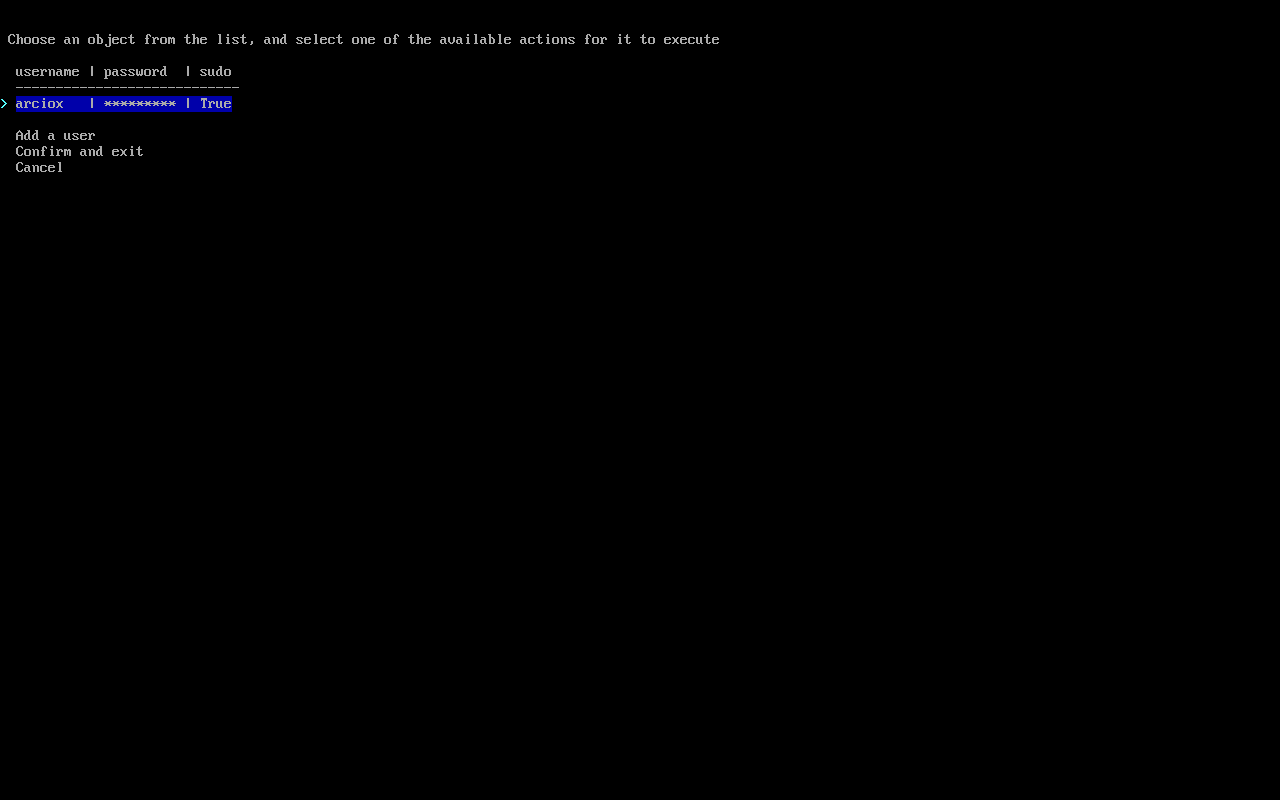 Choose an object from the list, and select one of the available actions for it to execute
username | password  | sudo
----------------------------
> arciox   | ********* | True
Add a user
Confirm and exit
Cancel